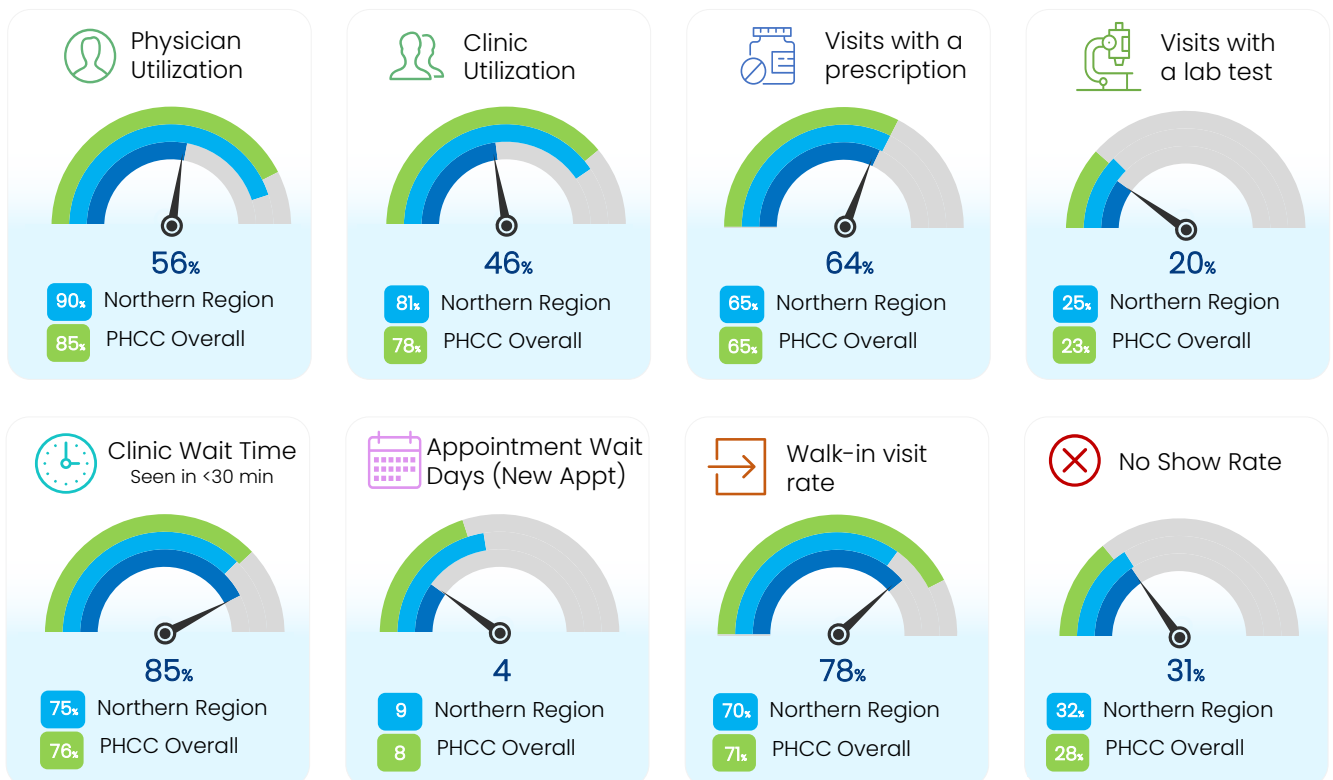 Physician
Utilization
56%
90% Northern Region
85% PHCC Overall
Clinic
Utilization
46%
81% Northern Region
78% PHCC Overall
Visits with a
prescription
64%
65% Northern Region
65% PHCC Overall
Visits with
a lab test
20%
25% Northern Region
23% PHCC Overall
Clinic Wait Time
Seen in <30 min
85%
75% Northern Region
76% PHCC Overall
Appointment Wait
Days (New Appt)
4
9 Northern Region
8 PHCC Overall
Walk-in visit
rate
78%
70% Northern Region
71% PHCC Overall
No Show Rate
31%
32% Northern Region
28% PHCC Overall